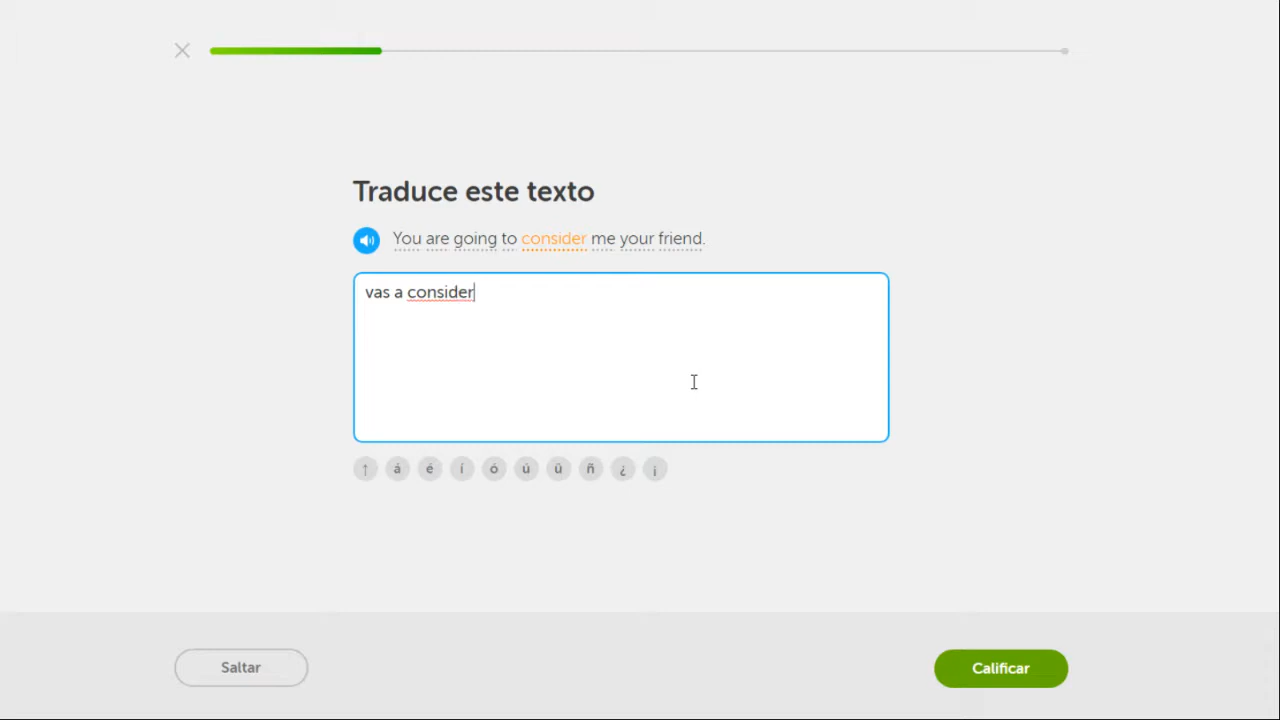 Traduce este texto
You are going to consider me your friend.
vas a consider
↑ á é í ó ú ü ñ ¿ ¡
Saltar
Calificar